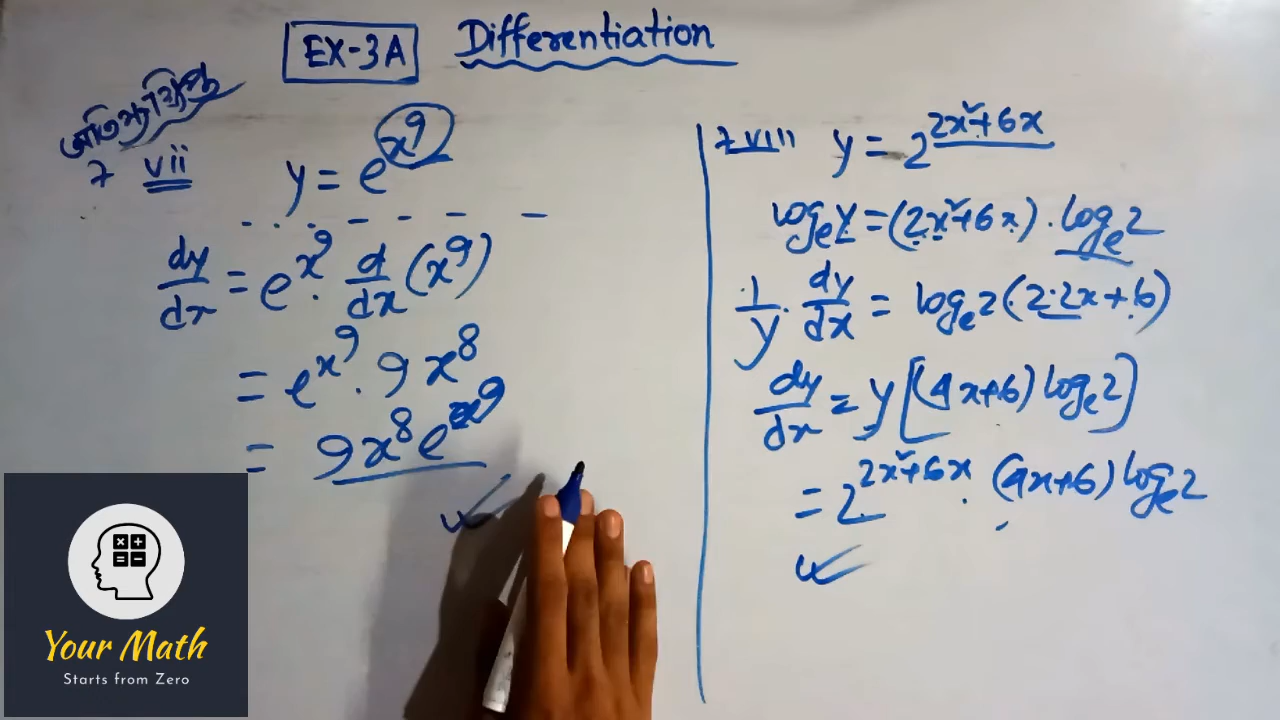 EX-3A Differentiation
অতিসংক্ষিপ্ত
7 vii
y = e^{x^9}
dy/dx = e^{x^9} . d/dx (x^9)
= e^{x^9} . 9x^8
= 9x^8 e^{x^9}
7 viii y = 2^{2x²+6x}
log_e y = (2x²+6x) . log_e 2
1/y . dy/dx = log_e 2 (2.2x+6)
dy/dx = y [(4x+6) log_e 2]
= 2^{2x²+6x} . (4x+6) log_e 2
Your Math
Starts from Zero